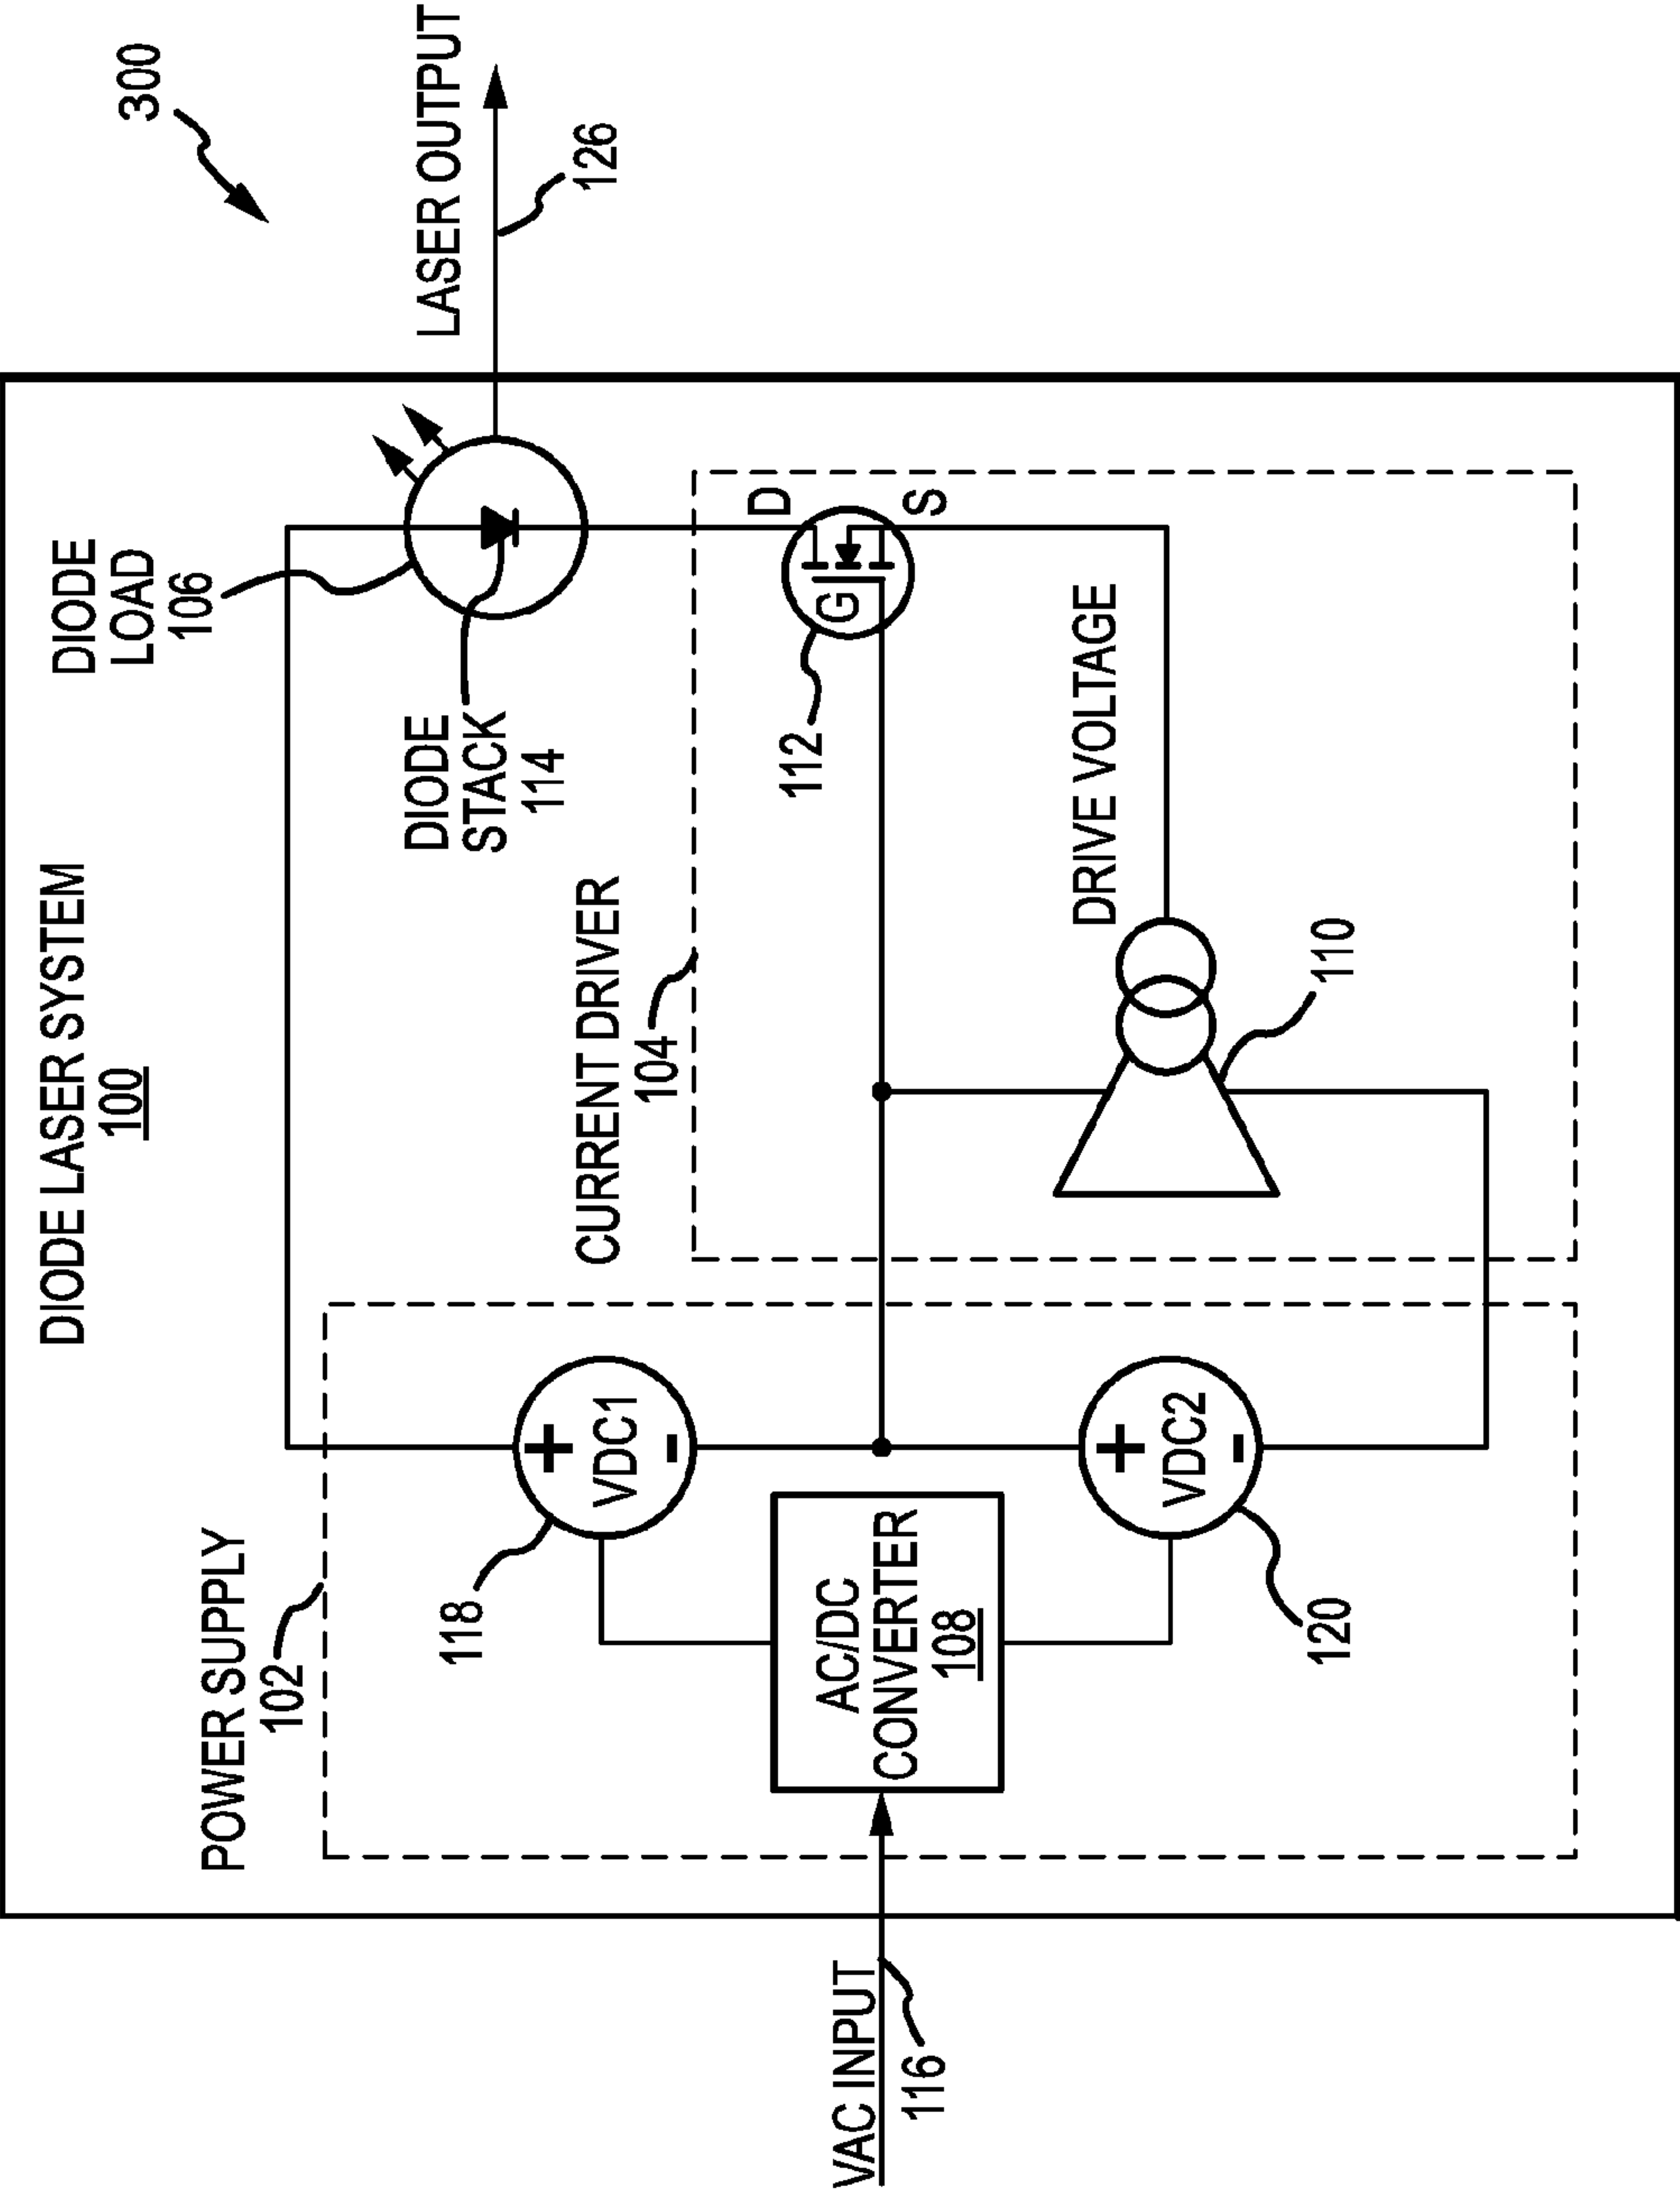 300
DIODE LASER SYSTEM
100
DIODE
LOAD
106
LASER OUTPUT
126
POWER SUPPLY
102
DIODE
STACK
114
CURRENT DRIVER
104
118
+
VDC1
-
D
G
S
112
VAC INPUT
116
AC/DC
CONVERTER
108
DRIVE VOLTAGE
110
+
VDC2
-
120